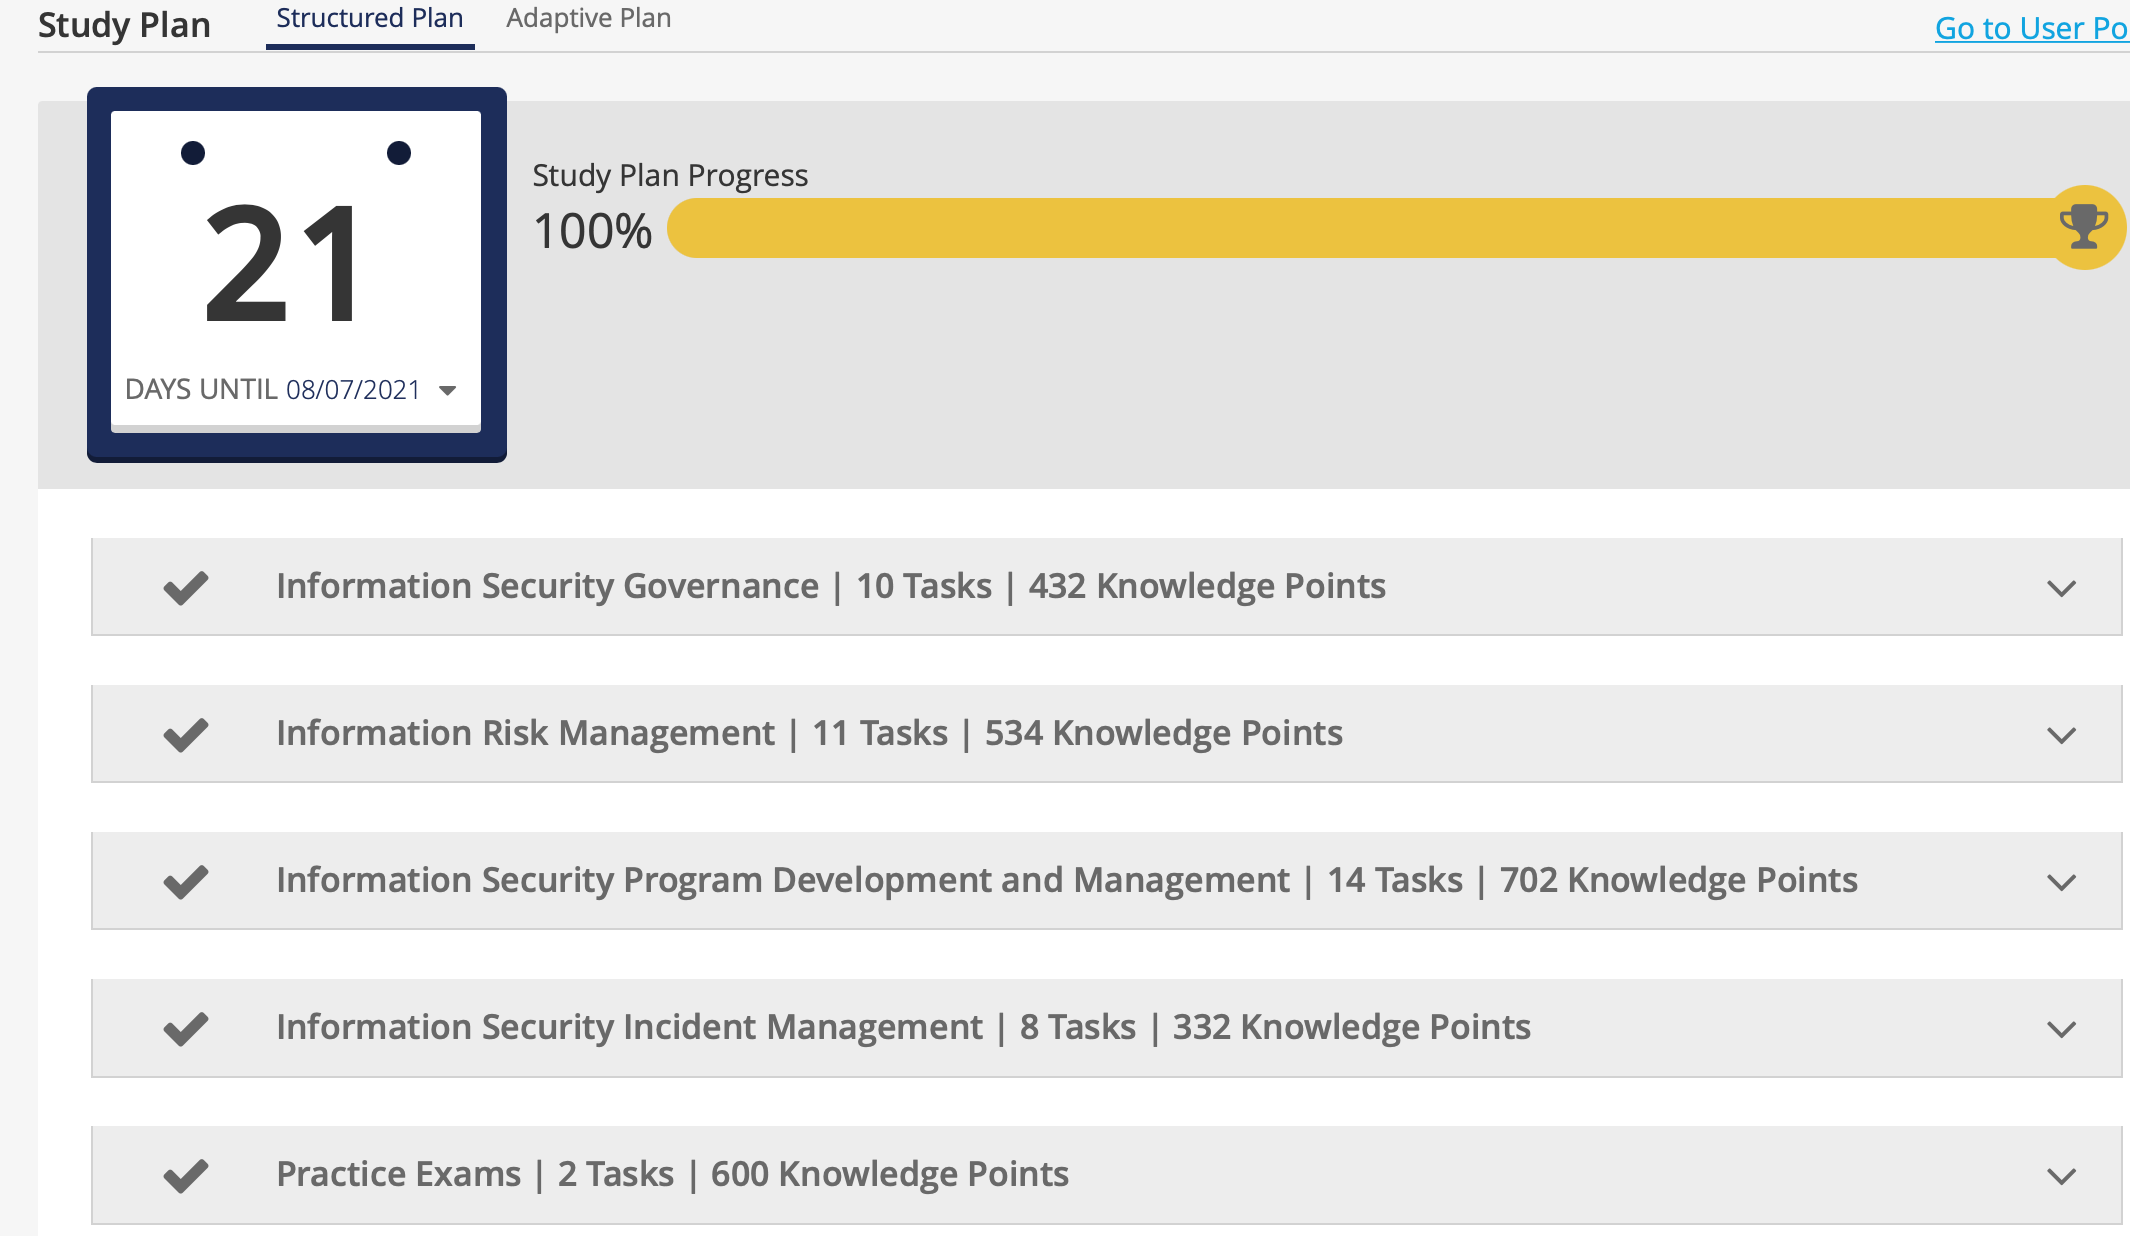 Study Plan
Structured Plan
Adaptive Plan
Go to User Po
21
DAYS UNTIL 08/07/2021
Study Plan Progress
100%
Information Security Governance | 10 Tasks | 432 Knowledge Points
Information Risk Management | 11 Tasks | 534 Knowledge Points
Information Security Program Development and Management | 14 Tasks | 702 Knowledge Points
Information Security Incident Management | 8 Tasks | 332 Knowledge Points
Practice Exams | 2 Tasks | 600 Knowledge Points